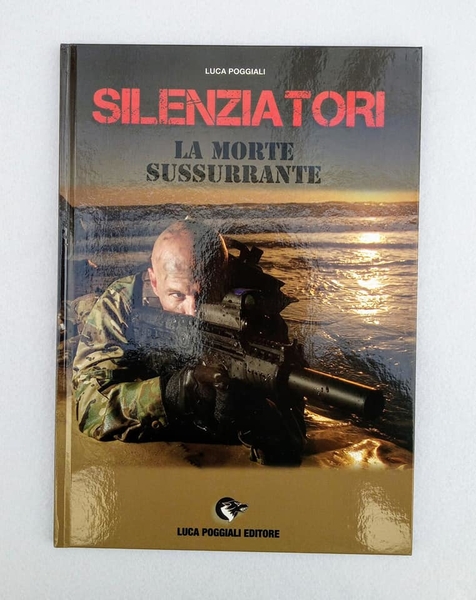 LUCA POGGIALI
SILENZIATORI
LA MORTE
SUSSURRANTE
LUCA POGGIALI EDITORE